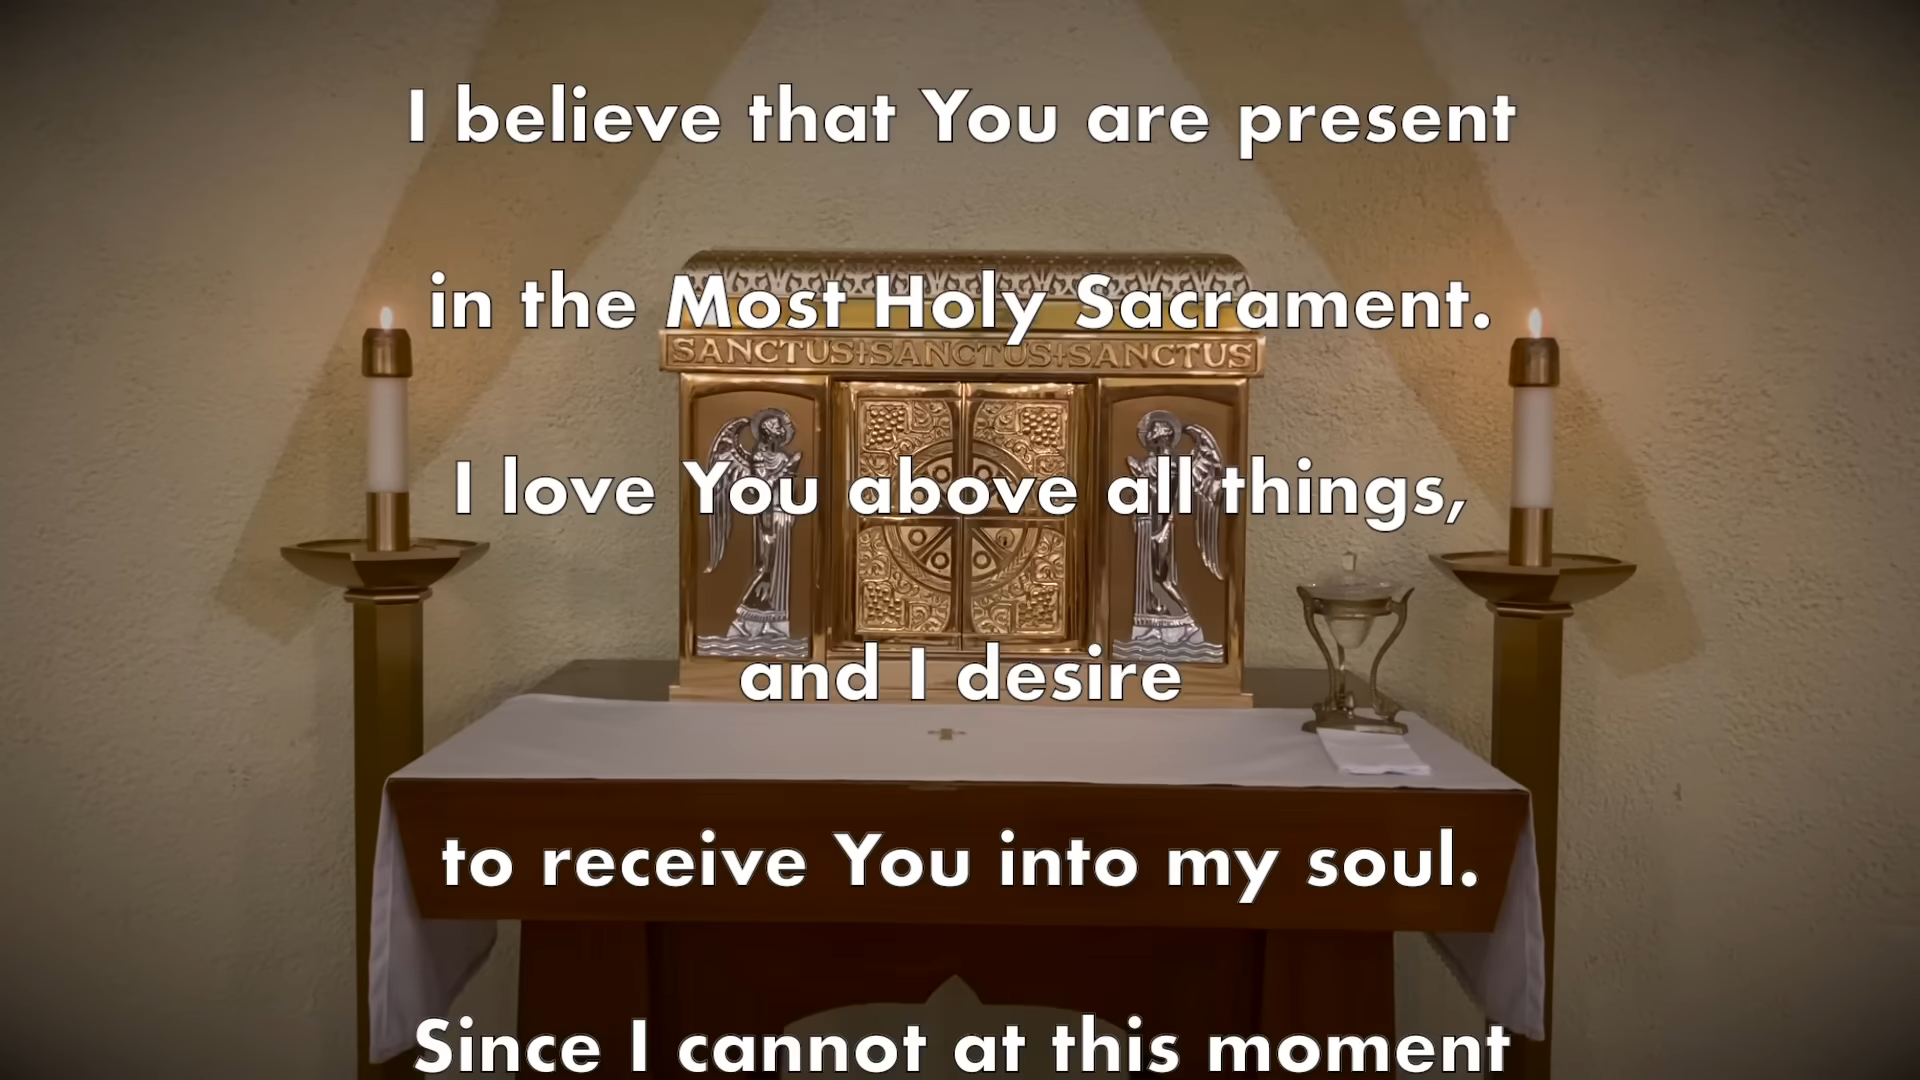 I believe that You are present
in the Most Holy Sacrament.
SANCTUS+SANCTUS+SANCTUS
I love You above all things,
and I desire
to receive You into my soul.
Since I cannot at this moment